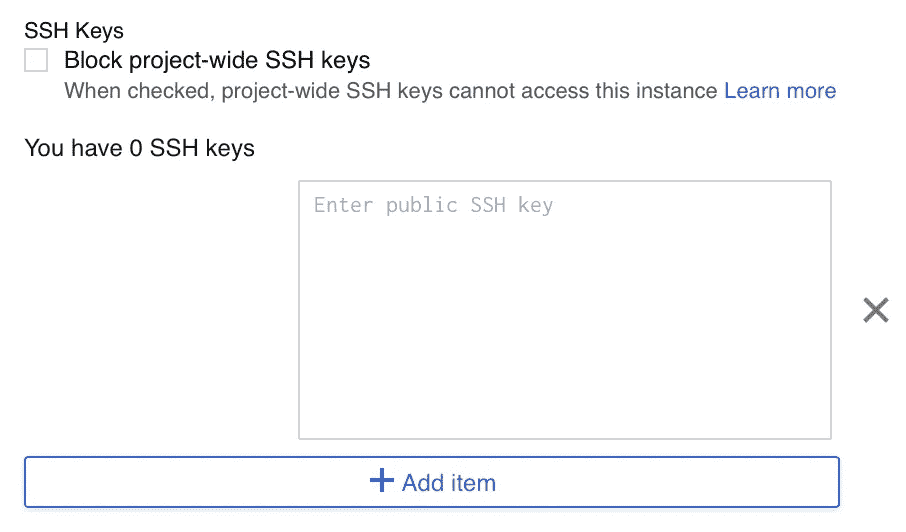 SSH Keys
Block project-wide SSH keys
When checked, project-wide SSH keys cannot access this instance Learn more
You have 0 SSH keys
Enter public SSH key
Add item